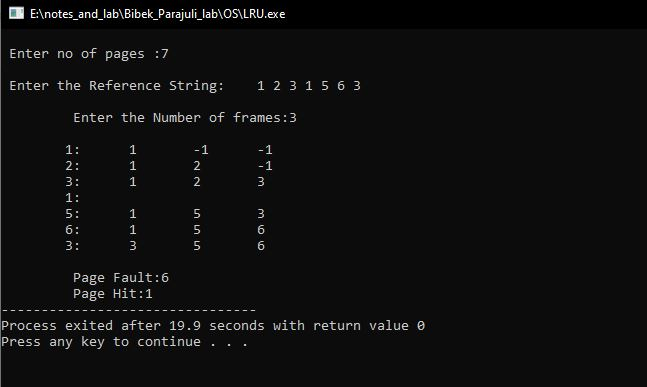 E:\notes_and_lab\Bibek_Parajuli_lab\OS\LRU.exe
Enter no of pages :7
Enter the Reference String:    1 2 3 1 5 6 3
Enter the Number of frames:3
1:      1       -1      -1
2:      1       2       -1
3:      1       2       3
1:
5:      1       5       3
6:      1       5       6
3:      3       5       6
Page Fault:6
Page Hit:1
--------------------------------
Process exited after 19.9 seconds with return value 0
Press any key to continue . . .